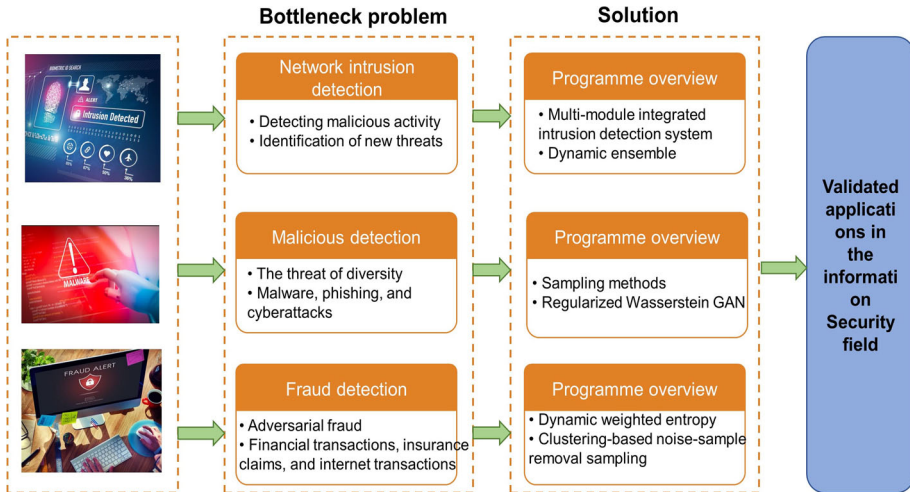 Bottleneck problem
Solution
BIOMETRIC ID SEARCH
ALERT
Intrusion Detected
Network intrusion
detection
• Detecting malicious activity
• Identification of new threats
Programme overview
• Multi-module integrated
intrusion detection system
• Dynamic ensemble
MALWARE
Malicious detection
• The threat of diversity
• Malware, phishing, and
cyberattacks
Programme overview
• Sampling methods
• Regularized Wasserstein GAN
FRAUD ALERT
Fraud detection
• Adversarial fraud
• Financial transactions, insurance
claims, and internet transactions
Programme overview
• Dynamic weighted entropy
• Clustering-based noise-sample
removal sampling
Validated
applicati
ons in
the
informati
on
Security
field